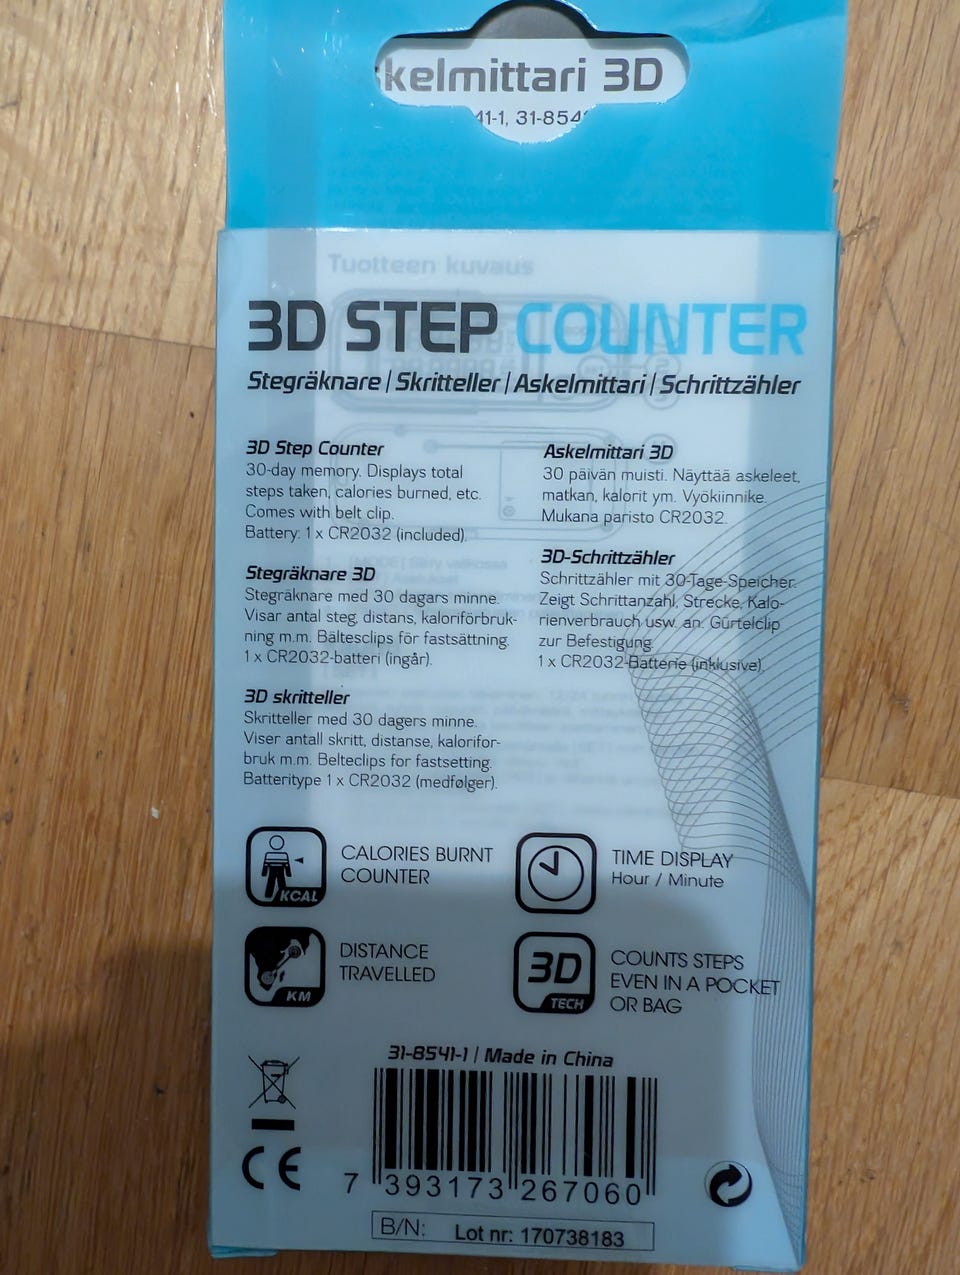 kelmittari 3D
41-1, 31-854
Tuotteen kuvaus
3D STEP COUNTER
Stegräknare | Skritteller | Askelmittari | Schrittzähler
3D Step Counter
30-day memory. Displays total
steps taken, calories burned, etc.
Comes with belt clip.
Battery: 1 x CR2032 (included).
Stegräknare 3D
Stegräknare med 30 dagars minne.
Visar antal steg, distans, kaloriförbruk-
ning m.m. Bältesclips för fastsättning.
1 x CR2032-batteri (ingår).
3D skritteller
Skritteller med 30 dagers minne.
Viser antall skritt, distanse, kalorifor-
bruk m.m. Belteclips for fastsetting.
Batteritype 1 x CR2032 (medfølger).
Askelmittari 3D
30 päivän muisti. Näyttää askeleet,
matkan, kalorit ym. Vyökiinnike.
Mukana paristo CR2032.
3D-Schrittzähler
Schrittzähler mit 30-Tage-Speicher.
Zeigt Schrittanzahl, Strecke, Kalo-
rienverbrauch usw. an. Gürtelclip
zur Befestigung.
1 x CR2032-Batterie (inklusive).
KCAL
CALORIES BURNT
COUNTER
TIME DISPLAY
Hour / Minute
KM
DISTANCE
TRAVELLED
3D
TECH
COUNTS STEPS
EVEN IN A POCKET
OR BAG
31-8541-1 | Made in China
CE
7 393173 267060
B/N: Lot nr: 170738183